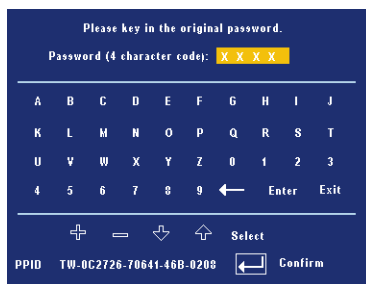 Please key in the original password.
Password (4 character code): X X X X
A B C D E F G H I J
K L M N O P Q R S T
U V W X Y Z 0 1 2 3
4 5 6 7 8 9 ← Enter Exit
Select
PPID TW-0C2726-70641-46B-0208 Confirm